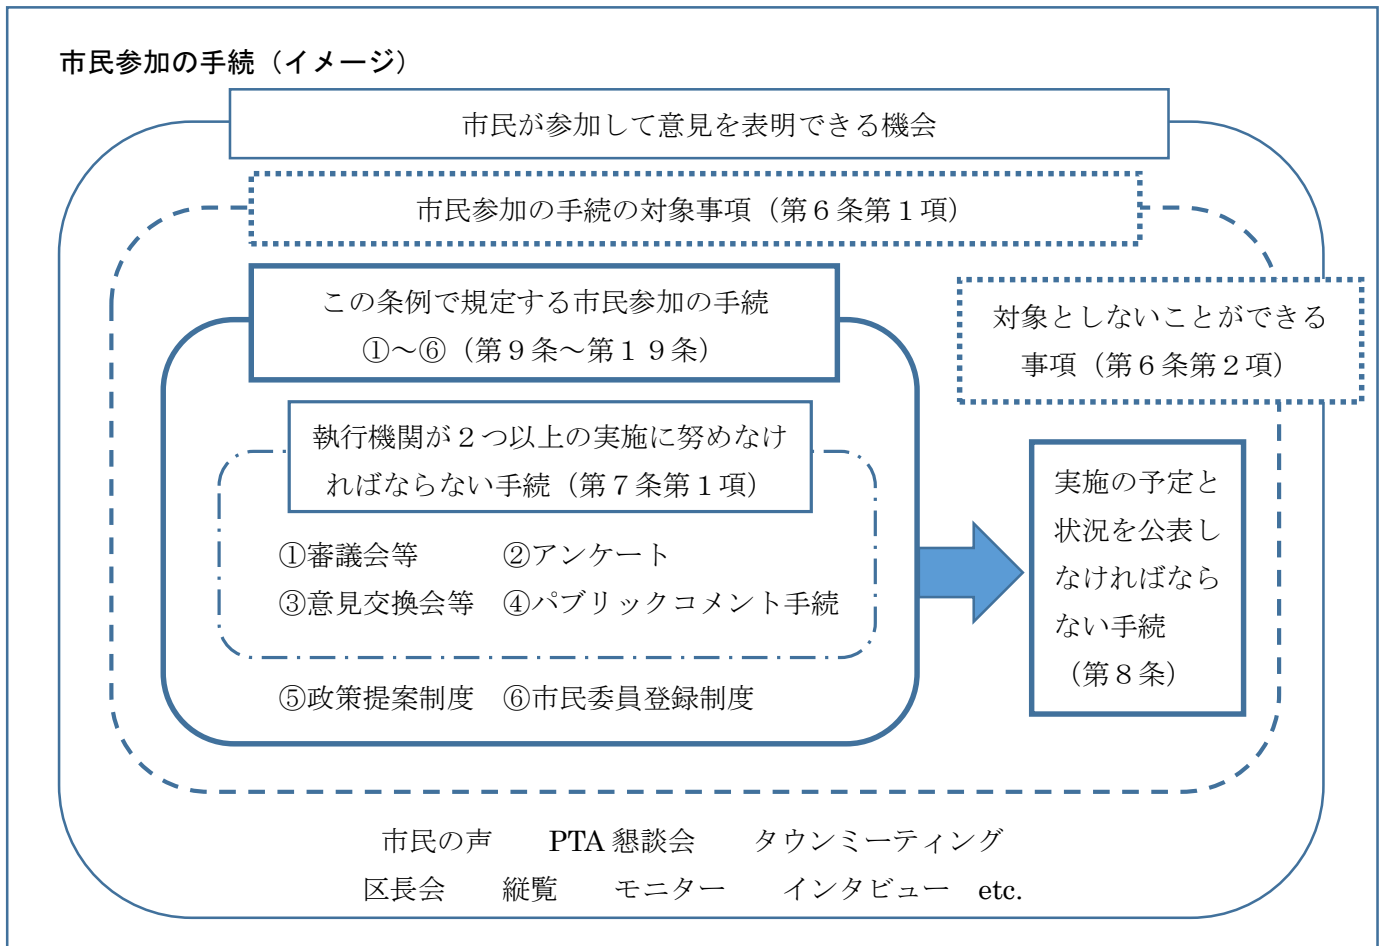 市民参加の手続（イメージ）
市民が参加して意見を表明できる機会
市民参加の手続の対象事項（第６条第１項）
この条例で規定する市民参加の手続
①～⑥（第９条～第１９条）
対象としないことができる
事項（第６条第２項）
執行機関が２つ以上の実施に努めなけ
ればならない手続（第７条第１項）
①審議会等　②アンケート
③意見交換会等　④パブリックコメント手続
⑤政策提案制度　⑥市民委員登録制度
実施の予定と
状況を公表し
なければなら
ない手続
（第８条）
市民の声　PTA 懇談会　タウンミーティング
区長会　縦覧　モニター　インタビュー　etc.